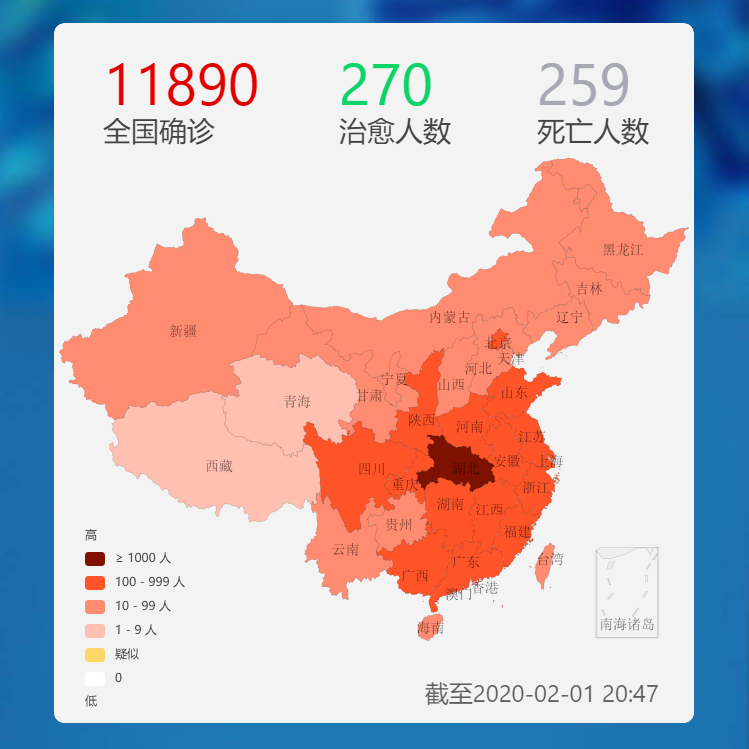 11890
270
259
全国确诊
治愈人数
死亡人数
黑龙江
吉林
辽宁
内蒙古
新疆
北京
天津
河北
宁夏
山西
甘肃
山东
青海
陕西
河南
江苏
西藏
四川
湖北
安徽
上海
重庆
浙江
湖南
江西
贵州
福建
云南
台湾
广东
广西
香港
澳门
海南
南海诸岛
高
≥ 1000 人
100 - 999 人
10 - 99 人
1 - 9 人
疑似
0
低
截至2020-02-01 20:47